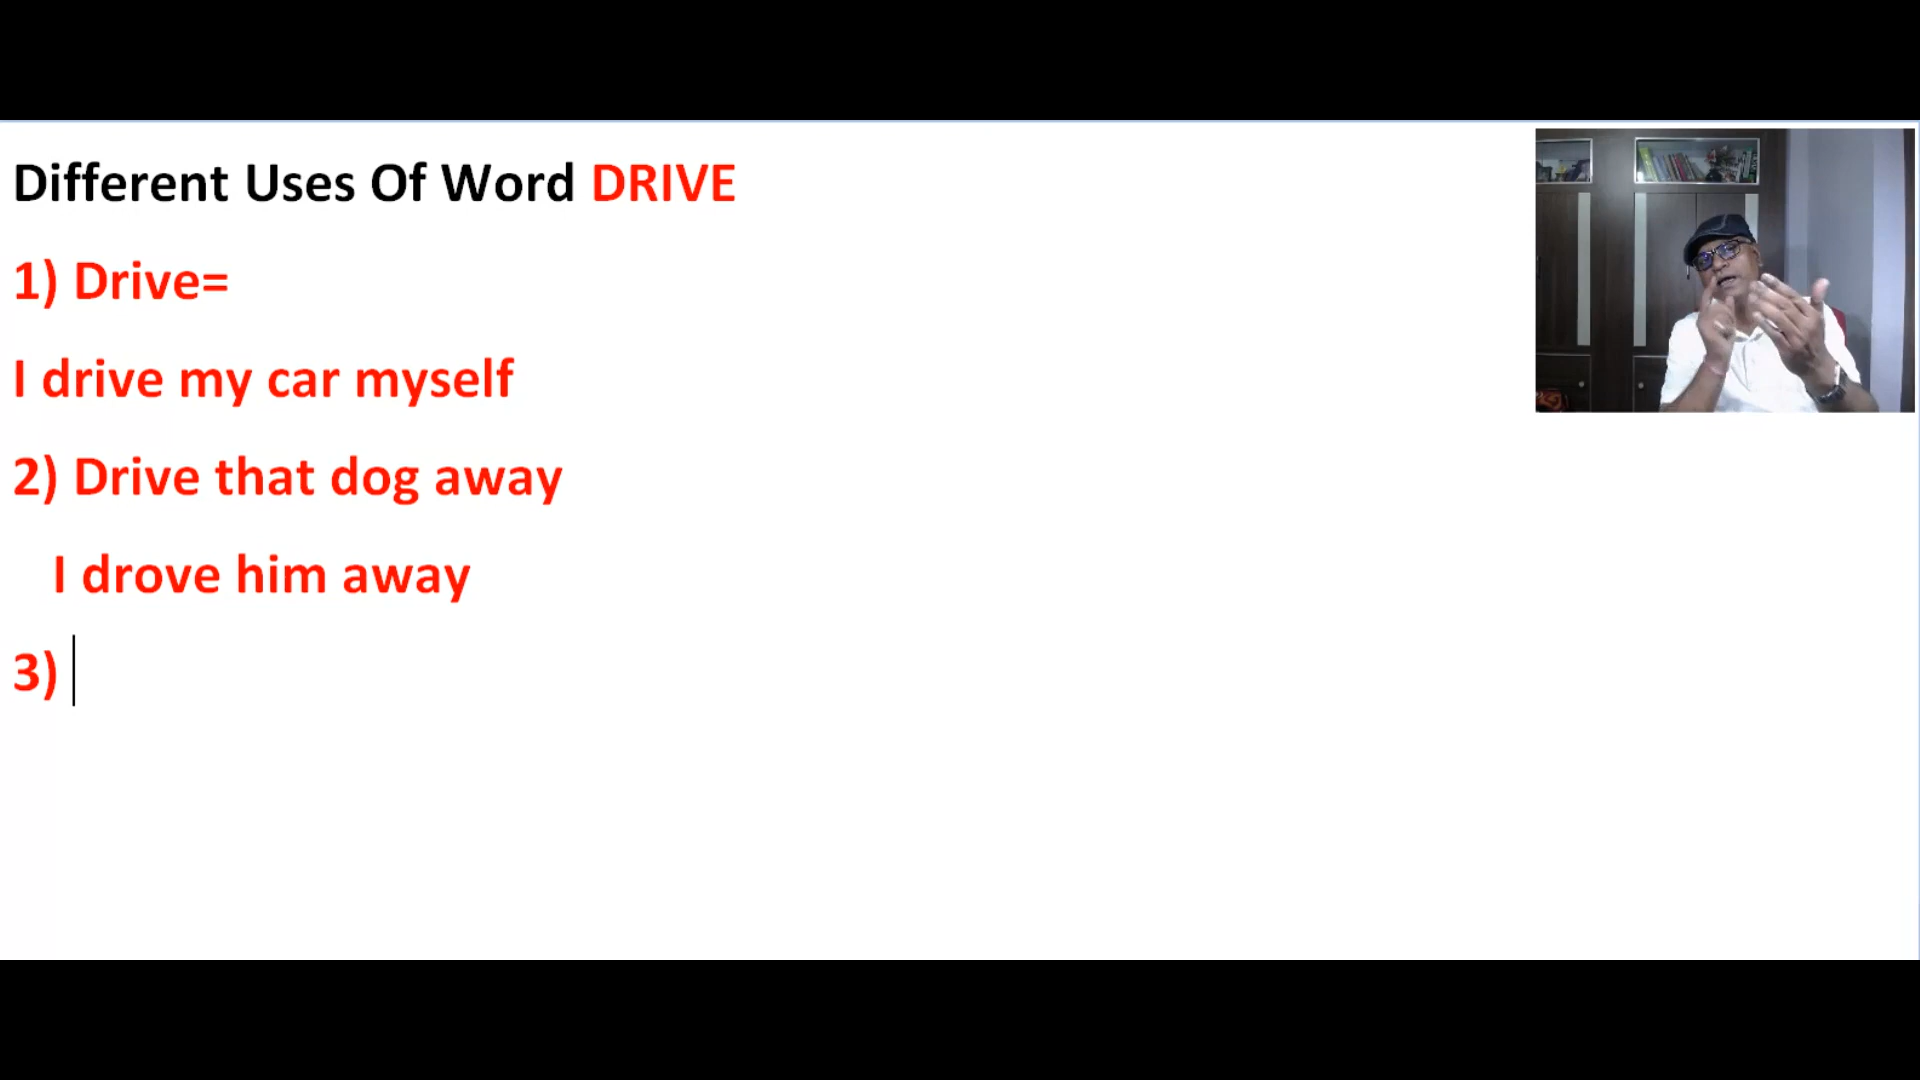 Different Uses Of Word DRIVE
1) Drive=
I drive my car myself
2) Drive that dog away
I drove him away
3)